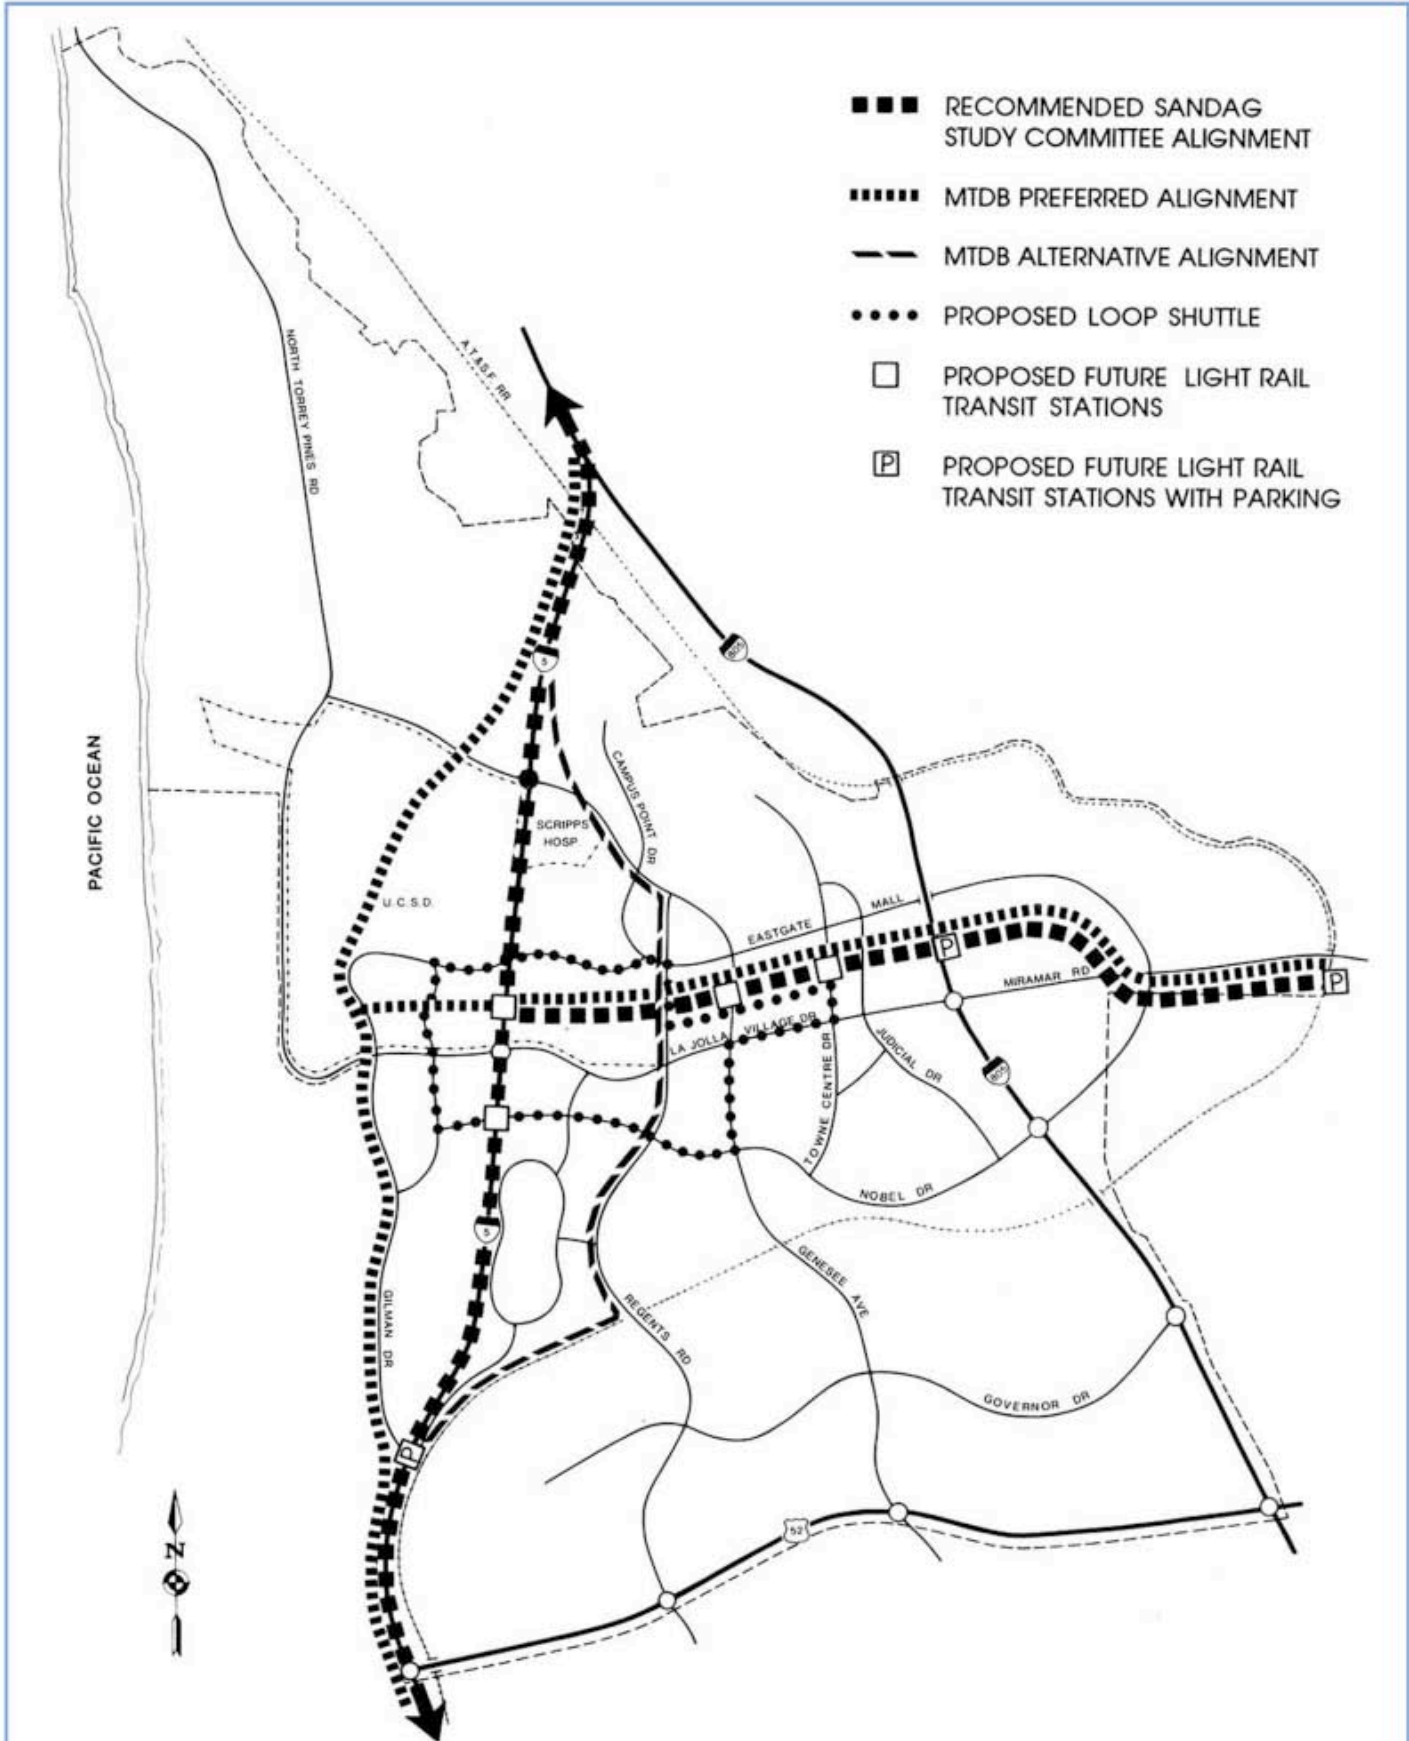 RECOMMENDED SANDAG
STUDY COMMITTEE ALIGNMENT
MTDB PREFERRED ALIGNMENT
MTDB ALTERNATIVE ALIGNMENT
PROPOSED LOOP SHUTTLE
PROPOSED FUTURE LIGHT RAIL
TRANSIT STATIONS
P
PROPOSED FUTURE LIGHT RAIL
TRANSIT STATIONS WITH PARKING
A.T.&S.F. RR
NORTH TORREY PINES RD
805
5
PACIFIC OCEAN
CAMPUS POINT DR
SCRIPPS
HOSP
U.C.S.D.
EASTGATE MALL
P
MIRAMAR RD
P
LA JOLLA VILLAGE DR
JUDICIAL DR
TOWNE CENTRE DR
805
NOBEL DR
5
GENESEE AVE
GILMAN DR
REGENTS RD
GOVERNOR DR
P
52
N